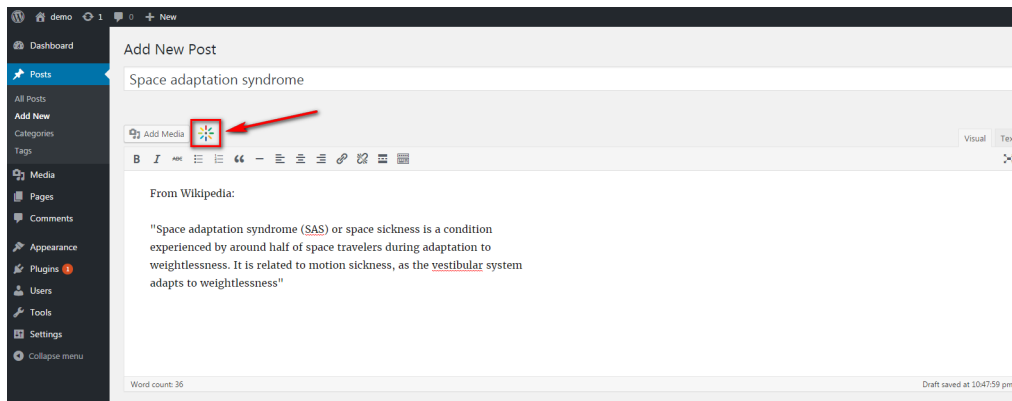 demo 1 0 + New
Dashboard
Posts
All Posts
Add New
Categories
Tags
Media
Pages
Comments
Appearance
Plugins 1
Users
Tools
Settings
Collapse menu
Add New Post
Space adaptation syndrome
Add Media
Visual Tex
B I ABC
From Wikipedia:
"Space adaptation syndrome (SAS) or space sickness is a condition
experienced by around half of space travelers during adaptation to
weightlessness. It is related to motion sickness, as the vestibular system
adapts to weightlessness"
Word count: 36
Draft saved at 10:47:59 pm